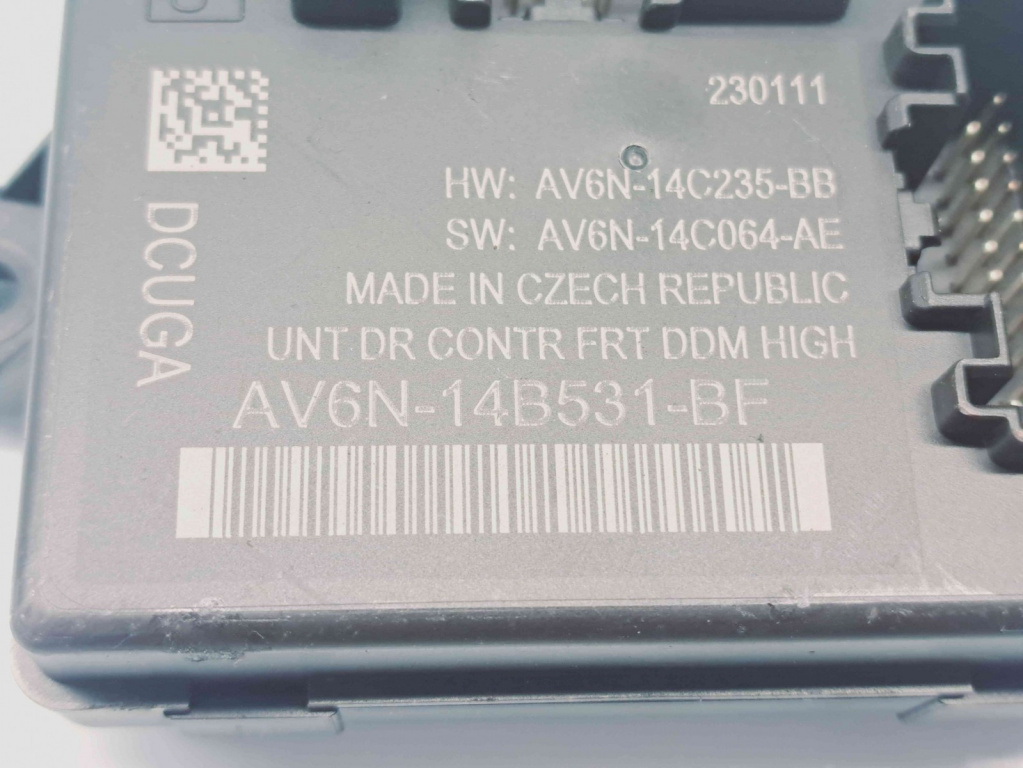 230111
6
HW: AV6N-14C235-BB
SW: AV6N-14C064-AE
MADE IN CZECH REPUBLIC
UNT DR CONTR FRT DDM HIGH
AV6N-14B531-BF
DCUGA